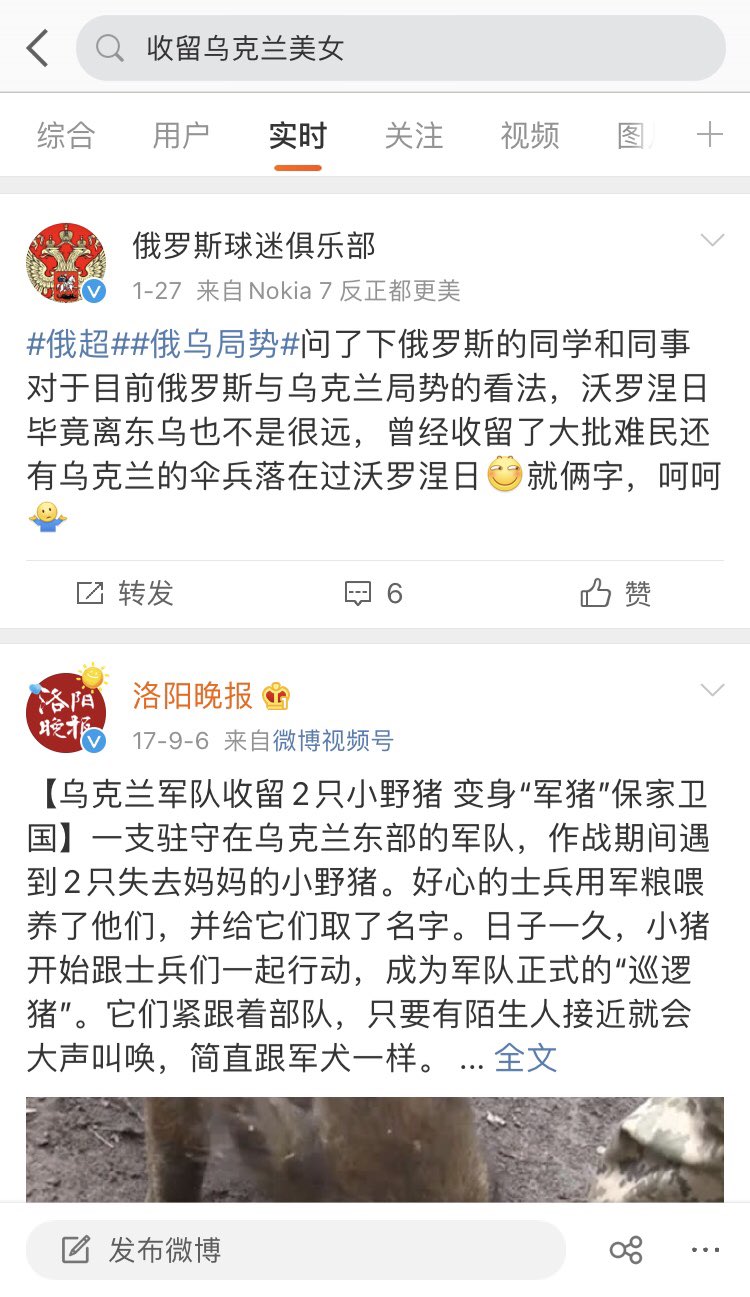 收留乌克兰美女
综合 用户 实时 关注 视频 图
俄罗斯球迷俱乐部
1-27 来自Nokia 7 反正都更美
#俄超##俄乌局势#问了下俄罗斯的同学和同事
对于目前俄罗斯与乌克兰局势的看法，沃罗涅日
毕竟离东乌也不是很远，曾经收留了大批难民还
有乌克兰的伞兵落在过沃罗涅日😏就俩字，呵呵
🤷
转发 6 赞
洛阳
晚报
洛阳晚报
17-9-6 来自微博视频号
【乌克兰军队收留2只小野猪 变身“军猪”保家卫
国】一支驻守在乌克兰东部的军队，作战期间遇
到2只失去妈妈的小野猪。好心的士兵用军粮喂
养了他们，并给它们取了名字。日子一久，小猪
开始跟士兵们一起行动，成为军队正式的“巡逻
猪”。它们紧跟着部队，只要有陌生人接近就会
大声叫唤，简直跟军犬一样。 ... 全文
发布微博